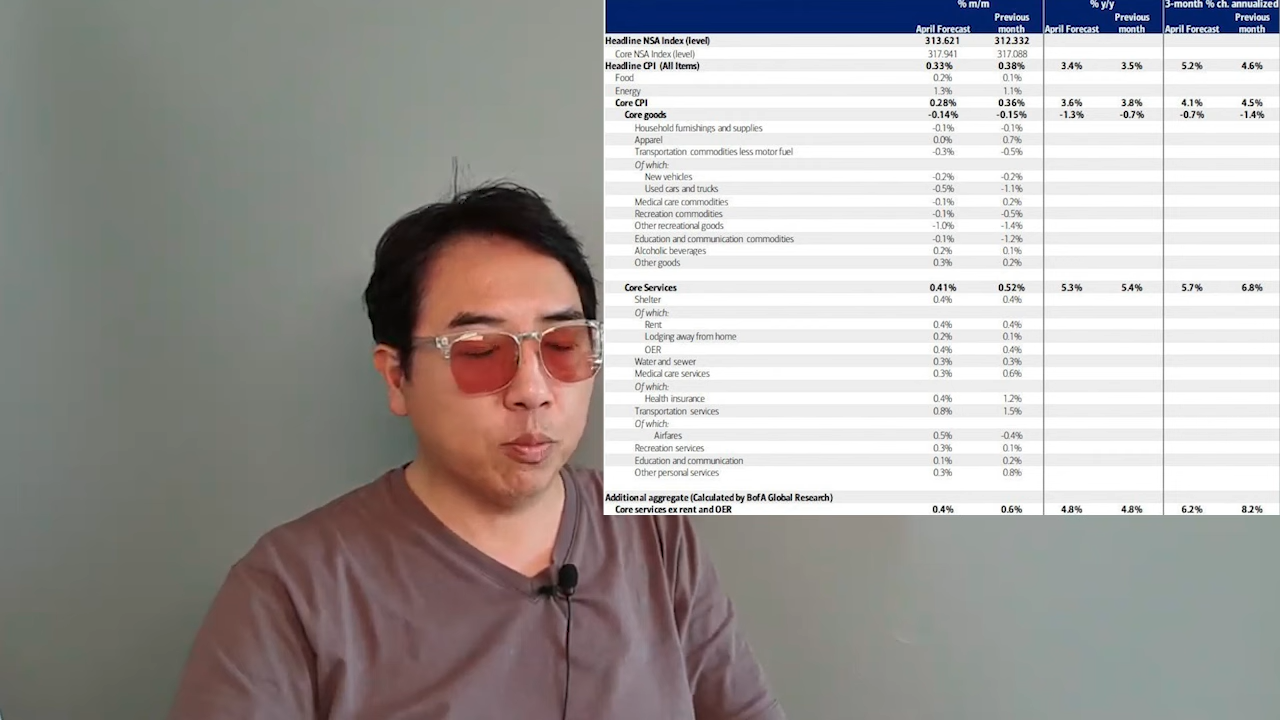 % m/m % y/y 3-month % ch. annualized
April Forecast Previous month April Forecast Previous month April Forecast Previous month
Headline NSA Index (level) 313.621 312.332
Core NSA Index (level) 317.941 317.088
Headline CPI (All Items) 0.33% 0.38% 3.4% 3.5% 5.2% 4.6%
Food 0.2% 0.1%
Energy 1.3% 1.1%
Core CPI 0.28% 0.36% 3.6% 3.8% 4.1% 4.5%
Core goods -0.14% -0.15% -1.3% -0.7% -0.7% -1.4%
Household furnishings and supplies -0.1% -0.1%
Apparel 0.0% 0.7%
Transportation commodities less motor fuel -0.3% -0.5%
Of which:
New vehicles -0.2% -0.2%
Used cars and trucks -0.5% -1.1%
Medical care commodities -0.1% 0.2%
Recreation commodities -0.1% -0.5%
Other recreational goods -1.0% -1.4%
Education and communication commodities -0.1% -1.2%
Alcoholic beverages 0.2% 0.1%
Other goods 0.3% 0.2%
Core Services 0.41% 0.52% 5.3% 5.4% 5.7% 6.8%
Shelter 0.4% 0.4%
Of which:
Rent 0.4% 0.4%
Lodging away from home 0.2% 0.1%
OER 0.4% 0.4%
Water and sewer 0.3% 0.3%
Medical care services 0.3% 0.6%
Of which:
Health insurance 0.4% 1.2%
Transportation services 0.8% 1.5%
Of which:
Airfares 0.5% -0.4%
Recreation services 0.3% 0.1%
Education and communication 0.1% 0.2%
Other personal services 0.3% 0.8%
Additional aggregate (Calculated by BofA Global Research)
Core services ex rent and OER 0.4% 0.6% 4.8% 4.8% 6.2% 8.2%